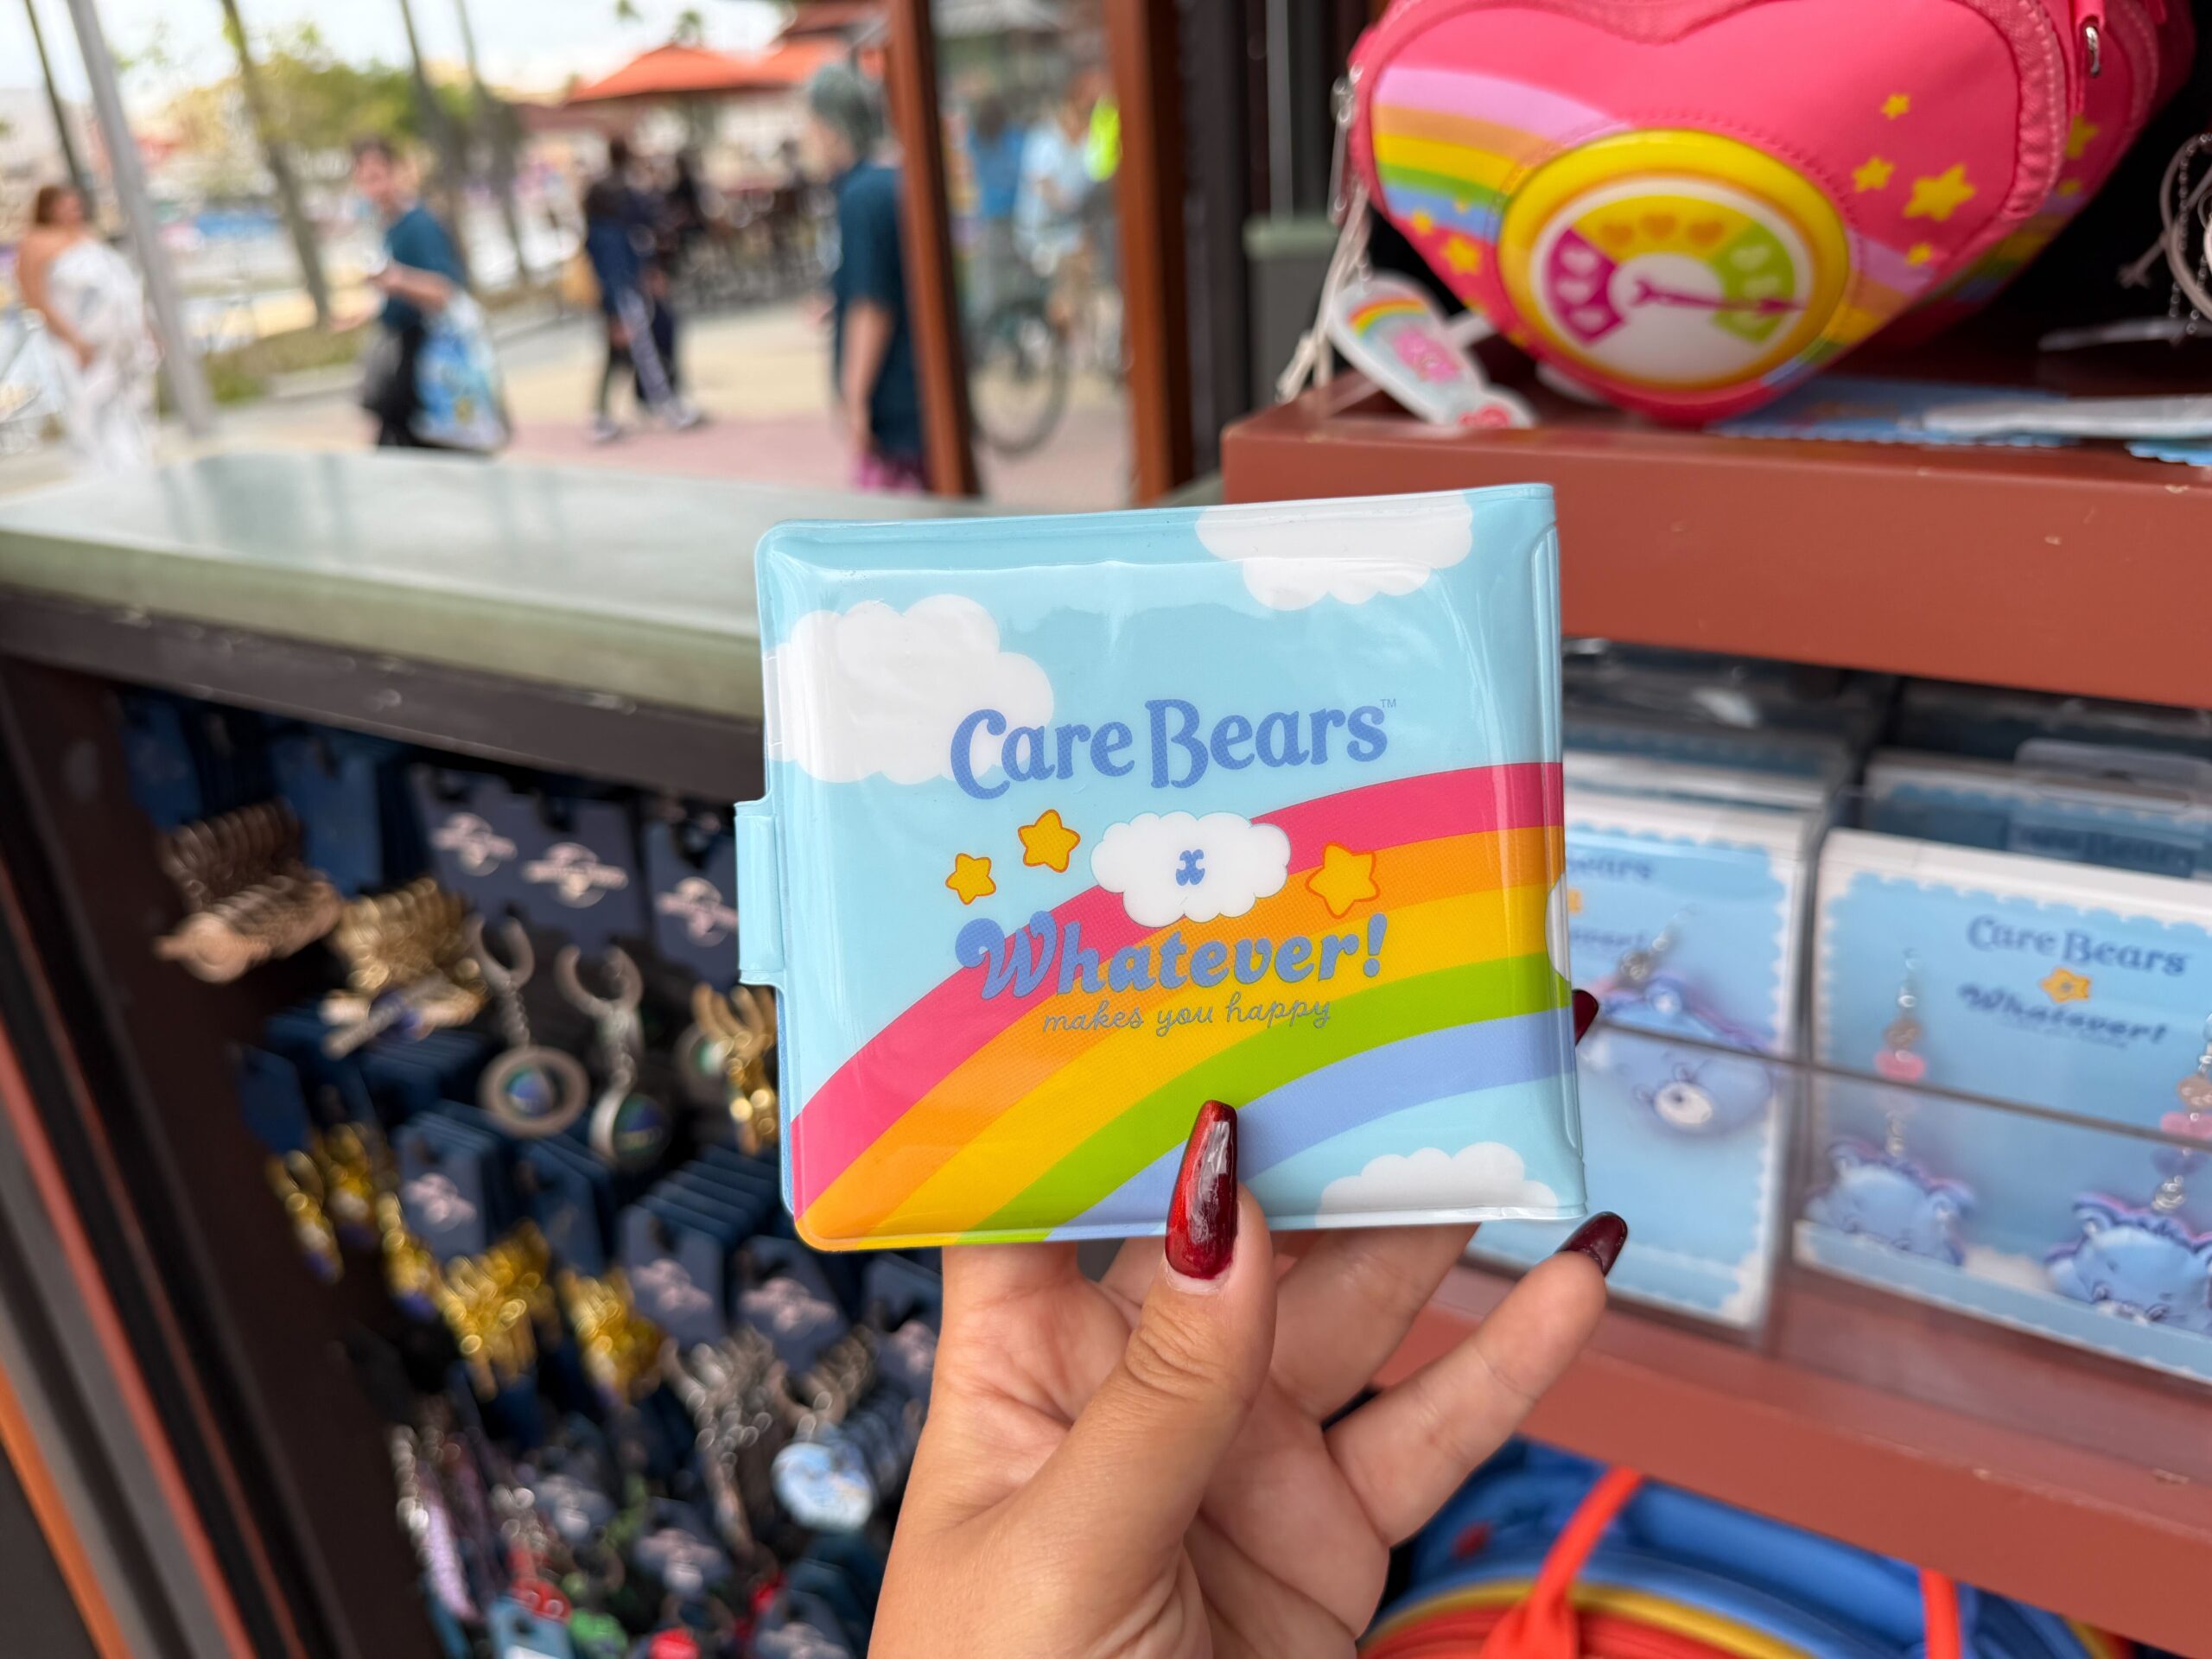 Care Bears™
x
Whatever!
makes you happy
Care Bears
Whatever!